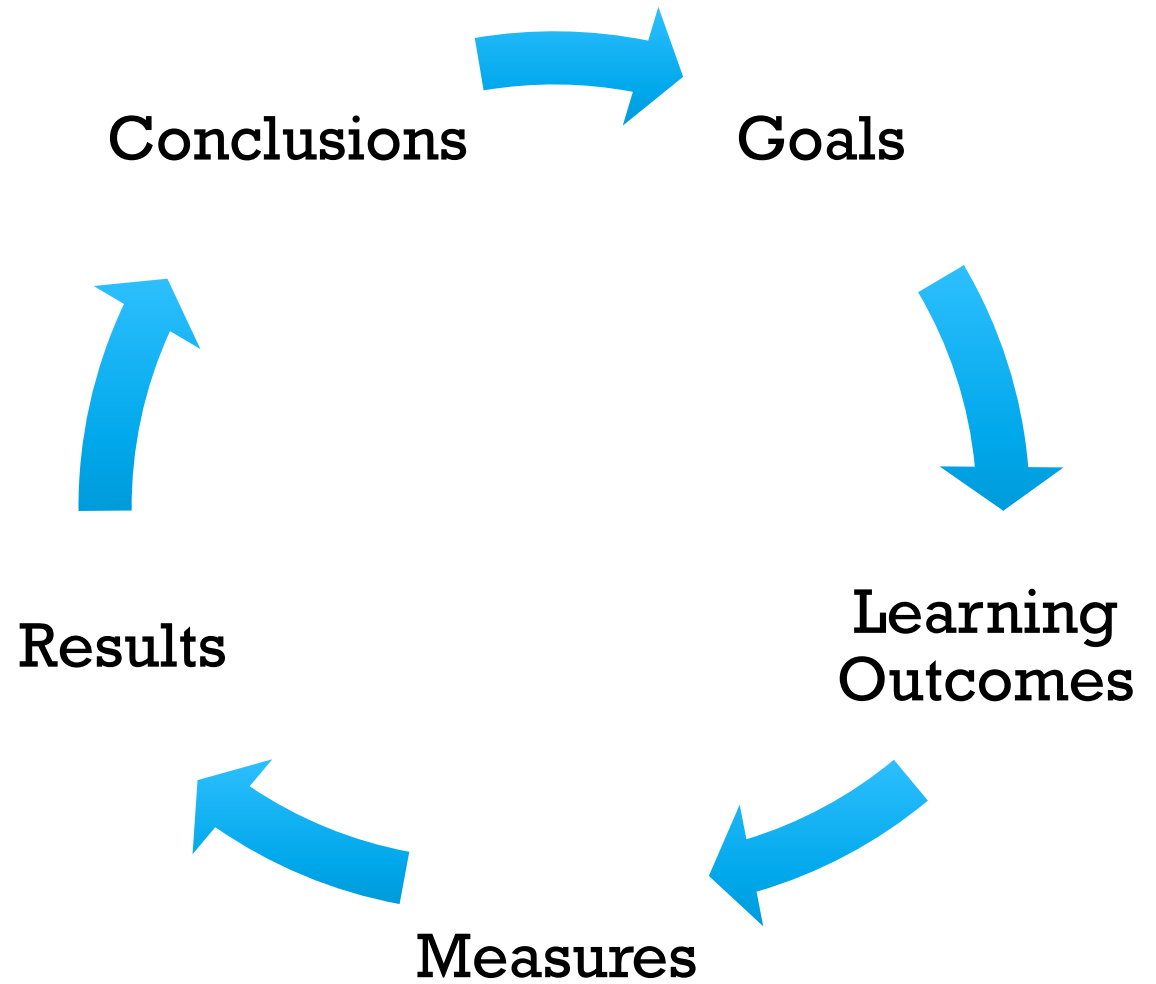 Conclusions
Goals
Learning
Outcomes
Results
Measures